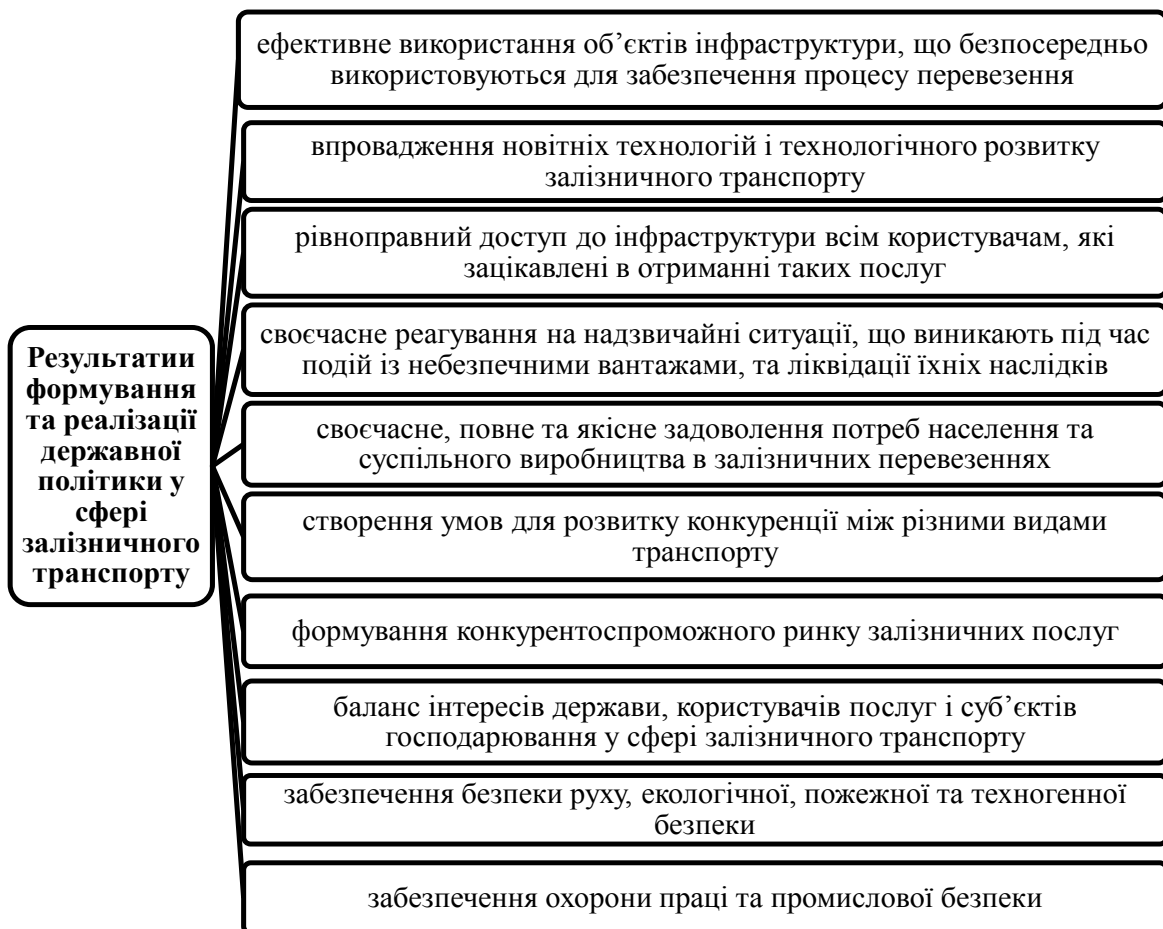 Результатии
формування
та реалізації
державної
політики у
сфері
залізничного
транспорту
ефективне використання об’єктів інфраструктури, що безпосередньо
використовуються для забезпечення процесу перевезення
впровадження новітніх технологій і технологічного розвитку
залізничного транспорту
рівноправний доступ до інфраструктури всім користувачам, які
зацікавлені в отриманні таких послуг
своєчасне реагування на надзвичайні ситуації, що виникають під час
подій із небезпечними вантажами, та ліквідації їхніх наслідків
своєчасне, повне та якісне задоволення потреб населення та
суспільного виробництва в залізничних перевезеннях
створення умов для розвитку конкуренції між різними видами
транспорту
формування конкурентоспроможного ринку залізничних послуг
баланс інтересів держави, користувачів послуг і суб’єктів
господарювання у сфері залізничного транспорту
забезпечення безпеки руху, екологічної, пожежної та техногенної
безпеки
забезпечення охорони праці та промислової безпеки